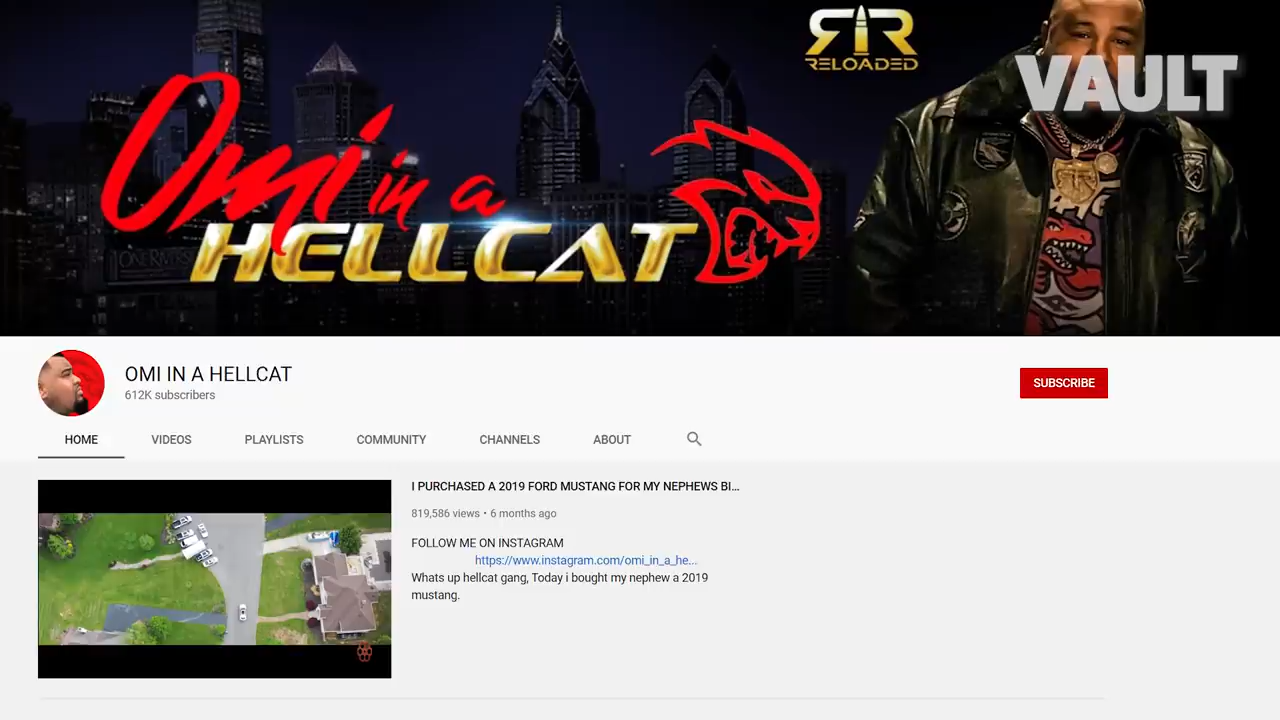 RR
RELOADED
VAULT
Omi in a
HELLCAT
OMI IN A HELLCAT
612K subscribers
SUBSCRIBE
HOME
VIDEOS
PLAYLISTS
COMMUNITY
CHANNELS
ABOUT
I PURCHASED A 2019 FORD MUSTANG FOR MY NEPHEWS BI...
819,586 views • 6 months ago
FOLLOW ME ON INSTAGRAM
https://www.instagram.com/omi_in_a_he...
Whats up hellcat gang, Today i bought my nephew a 2019
mustang.